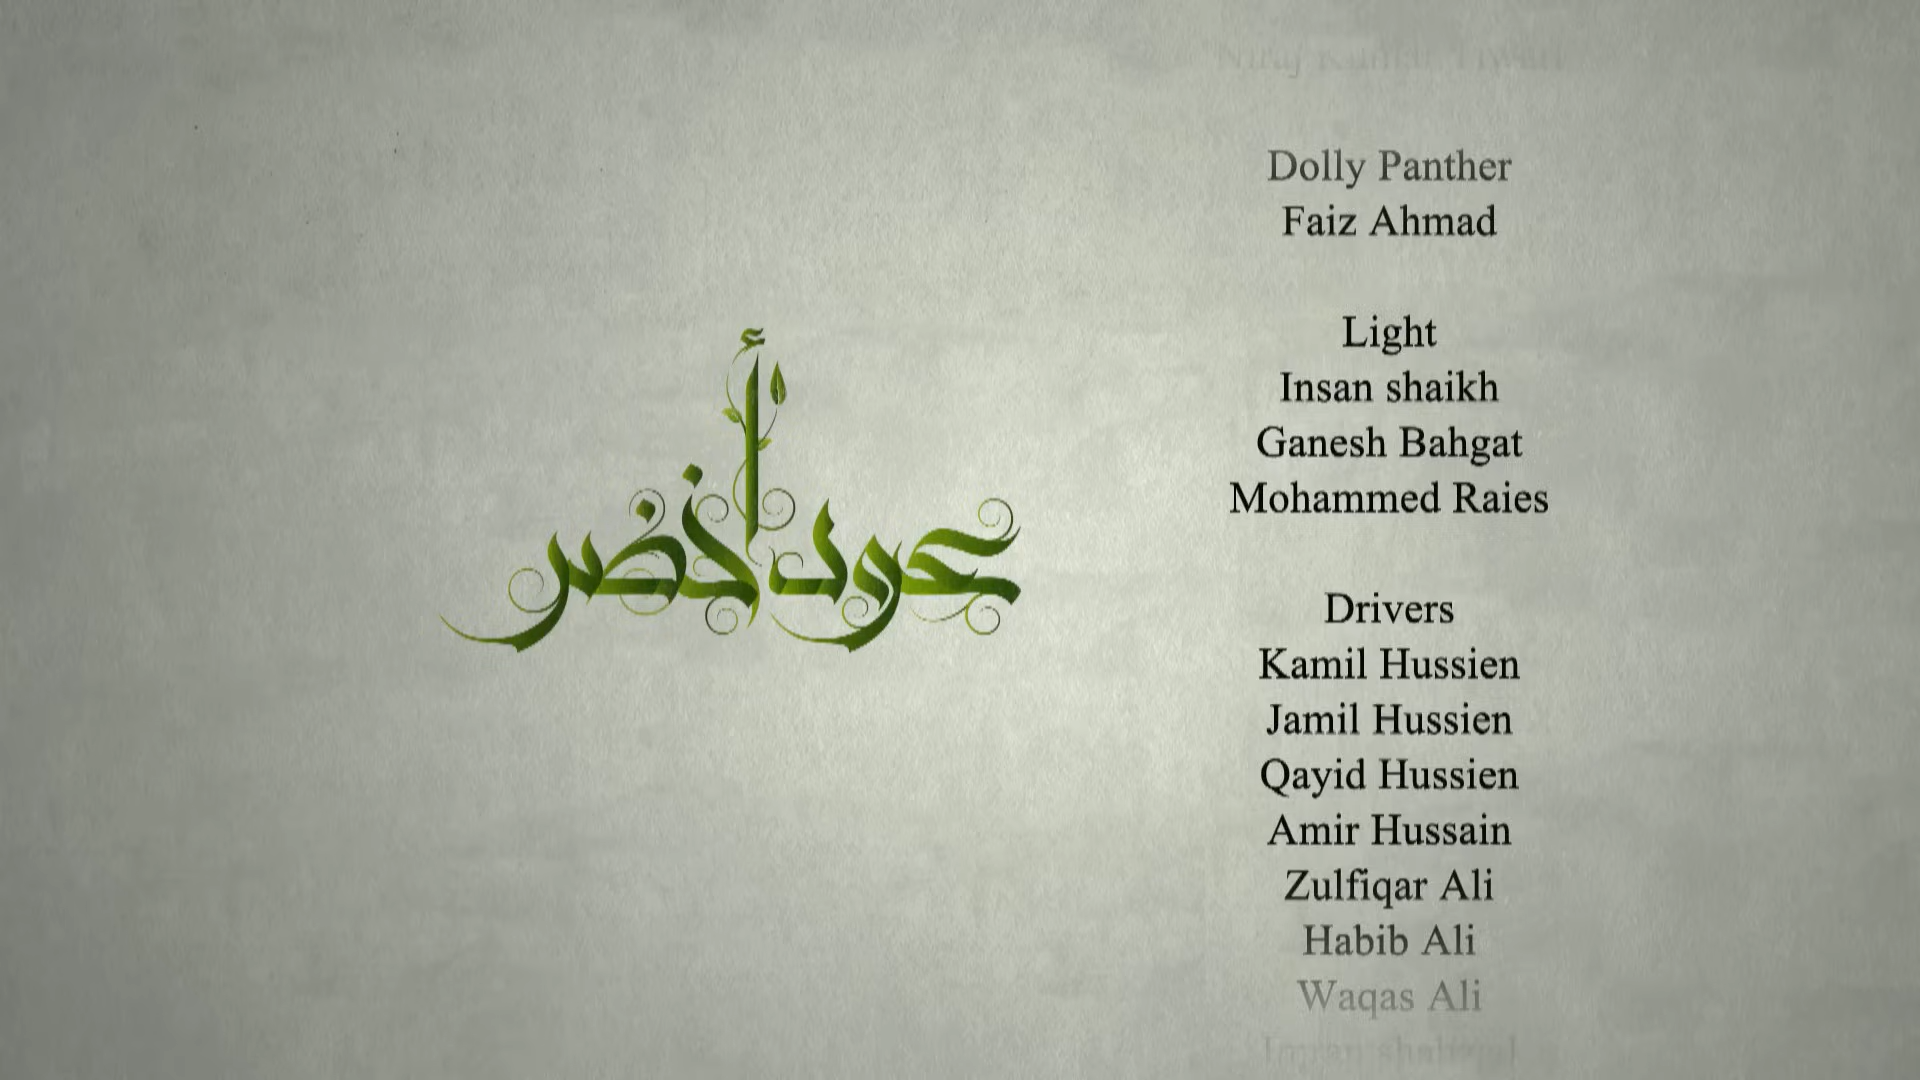 عود أخضر
Dolly Panther
Faiz Ahmad
Light
Insan shaikh
Ganesh Bahgat
Mohammed Raies
Drivers
Kamil Hussien
Jamil Hussien
Qayid Hussien
Amir Hussain
Zulfiqar Ali
Habib Ali
Waqas Ali